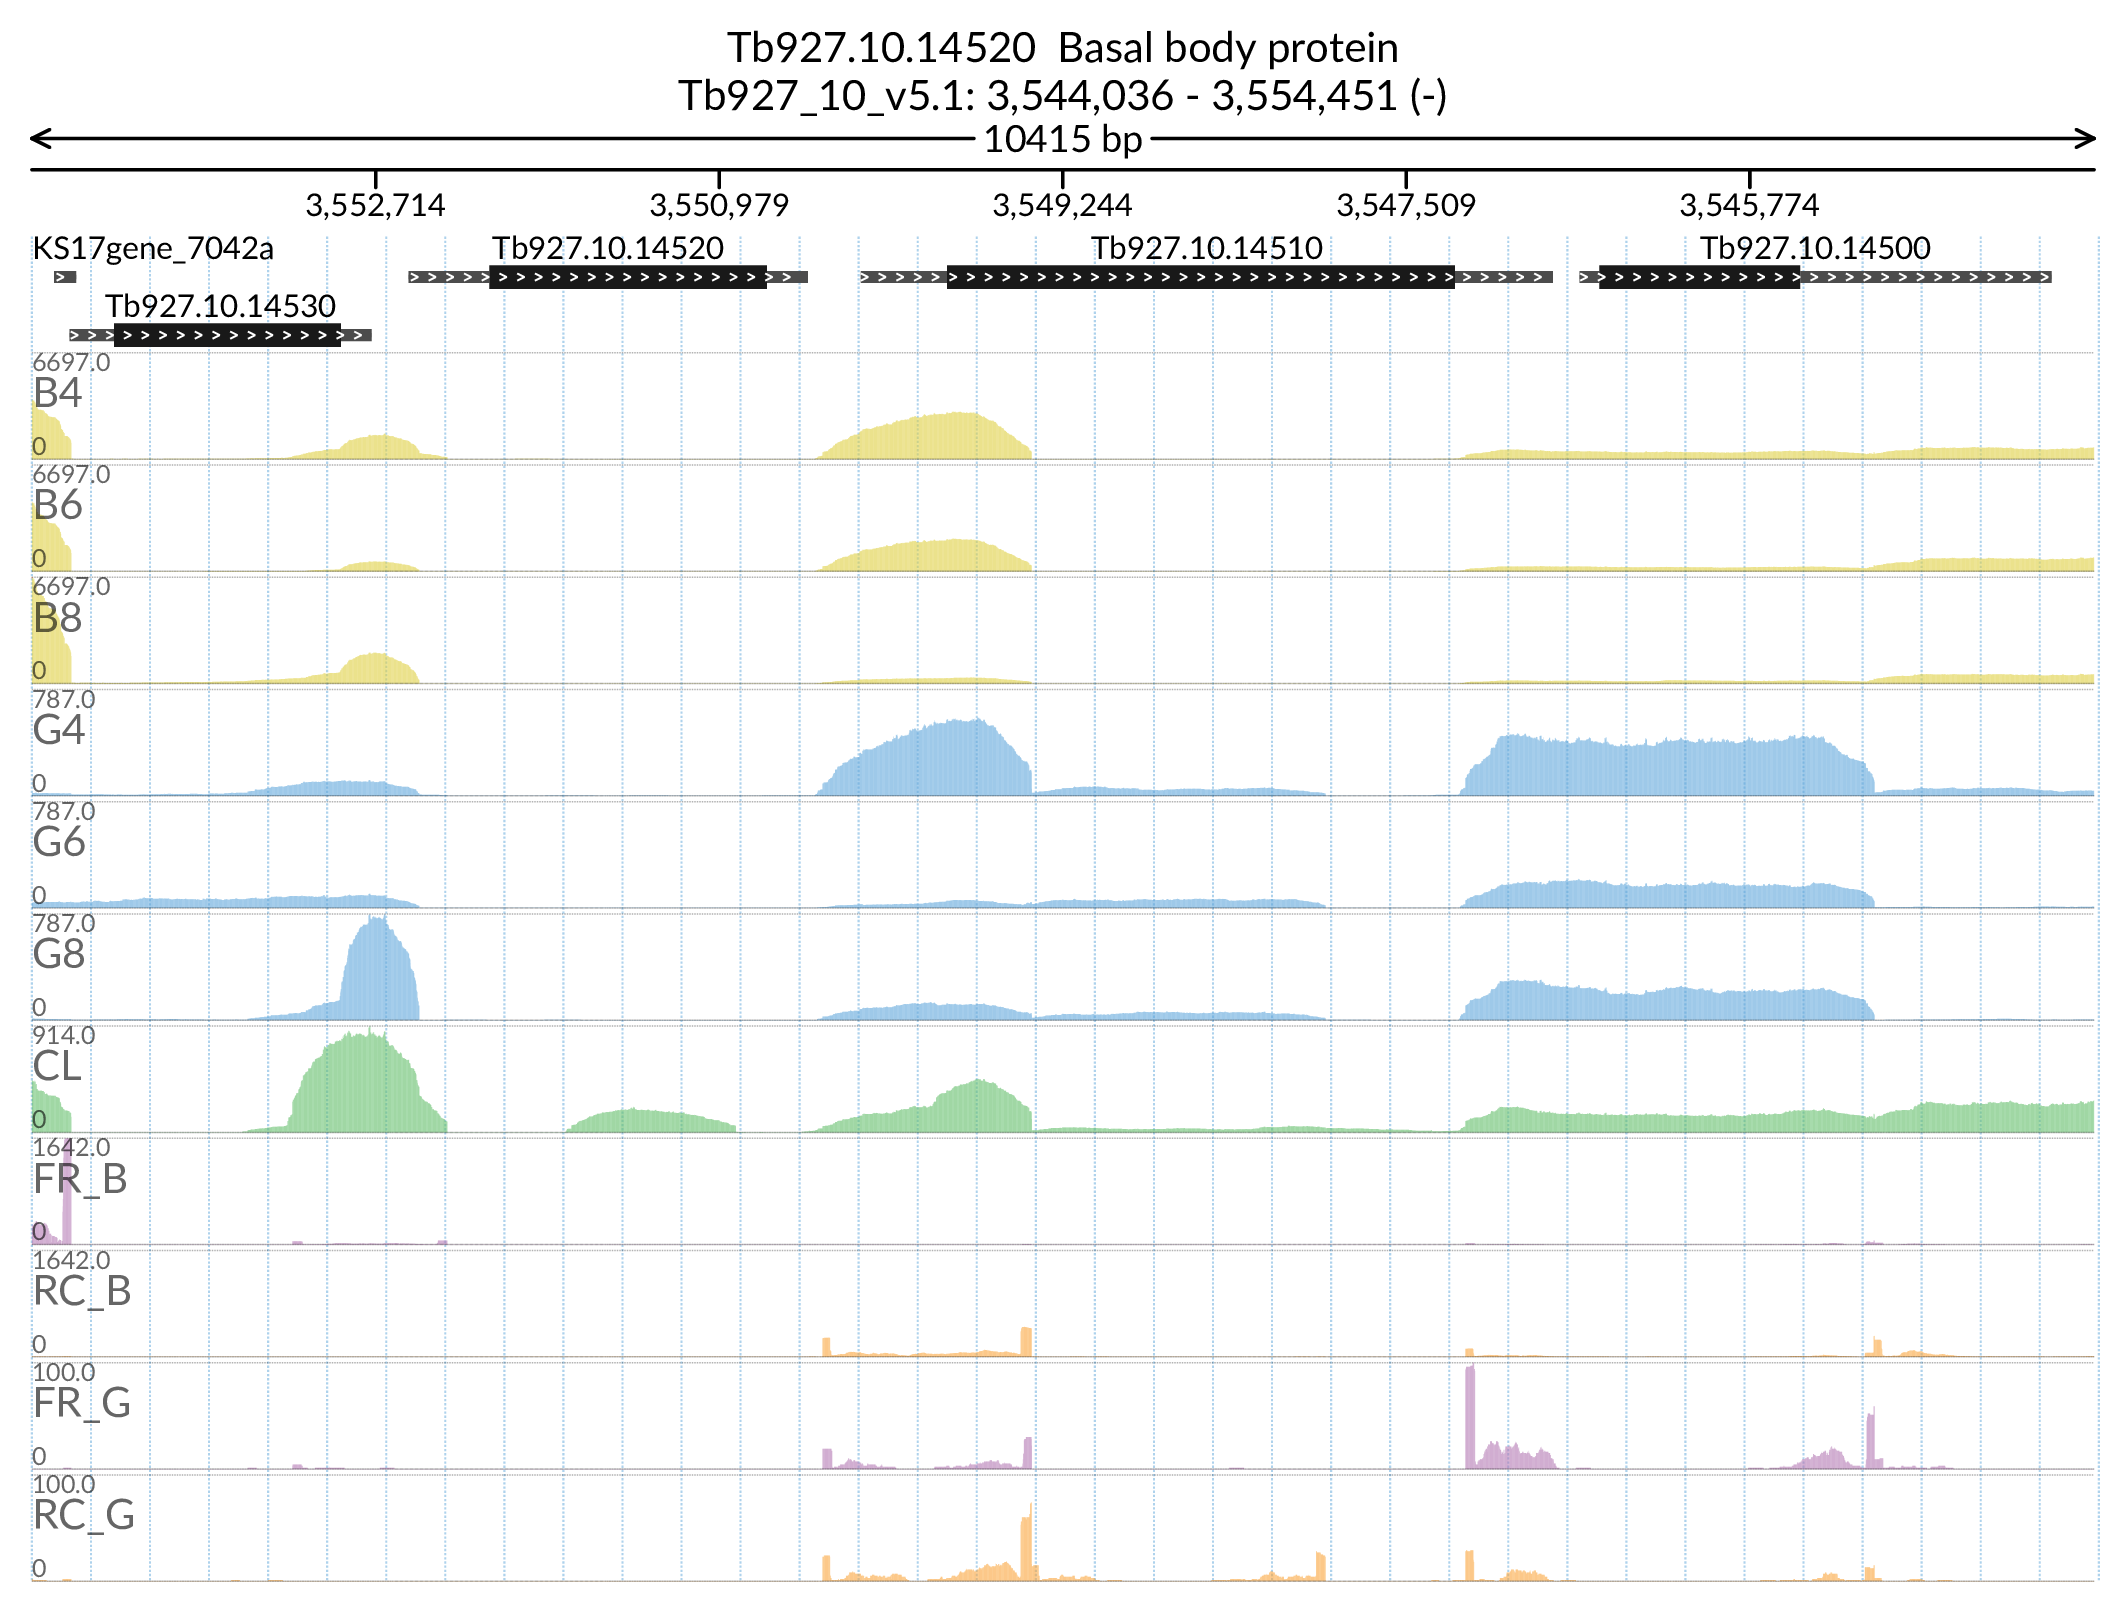 Tb927.10.14520  Basal body protein
Tb927_10_v5.1: 3,544,036 - 3,554,451 (-)
10415 bp
3,552,714 3,550,979 3,549,244 3,547,509 3,545,774
KS17gene_7042a Tb927.10.14520 Tb927.10.14510 Tb927.10.14500
Tb927.10.14530
6697.0
B4
0
6697.0
B6
0
6697.0
B8
0
787.0
G4
0
787.0
G6
0
787.0
G8
0
914.0
CL
0
1642.0
FR_B
0
1642.0
RC_B
0
100.0
FR_G
0
100.0
RC_G
0